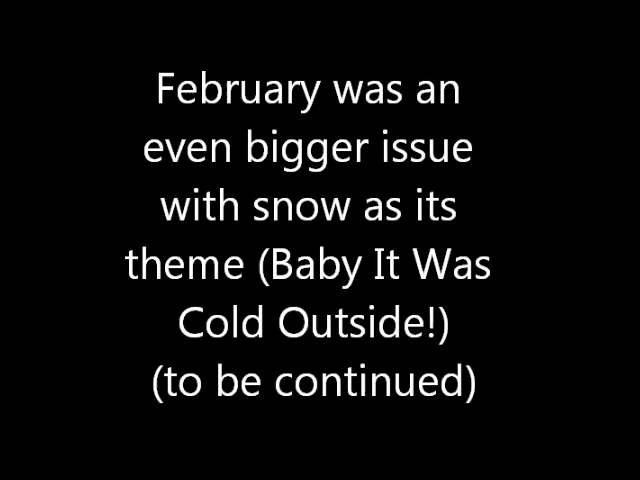 February was an
even bigger issue
with snow as its
theme (Baby It Was
Cold Outside!)
(to be continued)